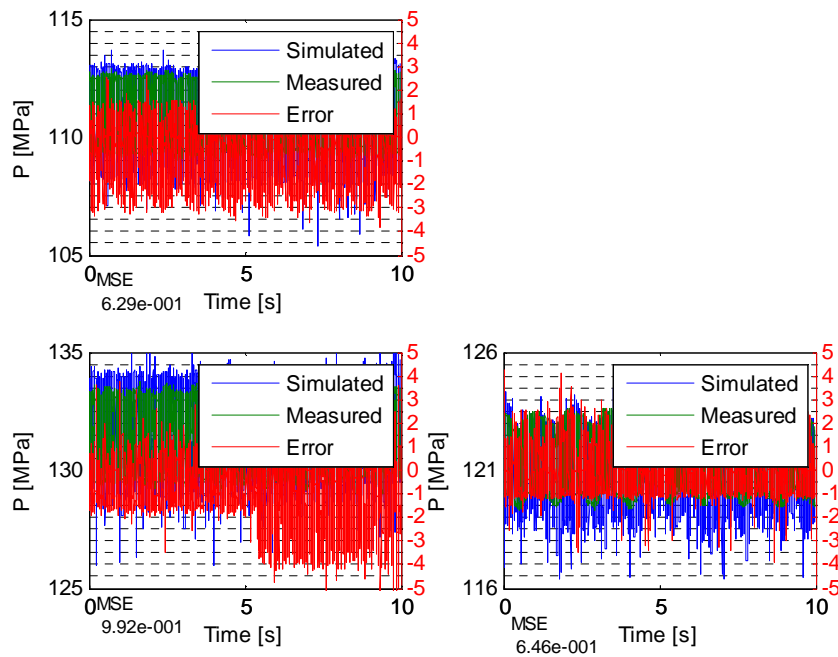 115
110
105
P [MPa]
5
4
3
2
1
0
-1
-2
-3
-4
-5
Simulated
Measured
Error
0
5
10
MSE
6.29e-001
Time [s]
135
130
125
P [MPa]
5
4
3
2
1
0
-1
-2
-3
-4
-5
Simulated
Measured
Error
0
5
10
MSE
9.92e-001
Time [s]
126
121
116
P [MPa]
5
4
3
2
1
0
-1
-2
-3
-4
-5
Simulated
Measured
Error
0
5
10
MSE
6.46e-001
Time [s]